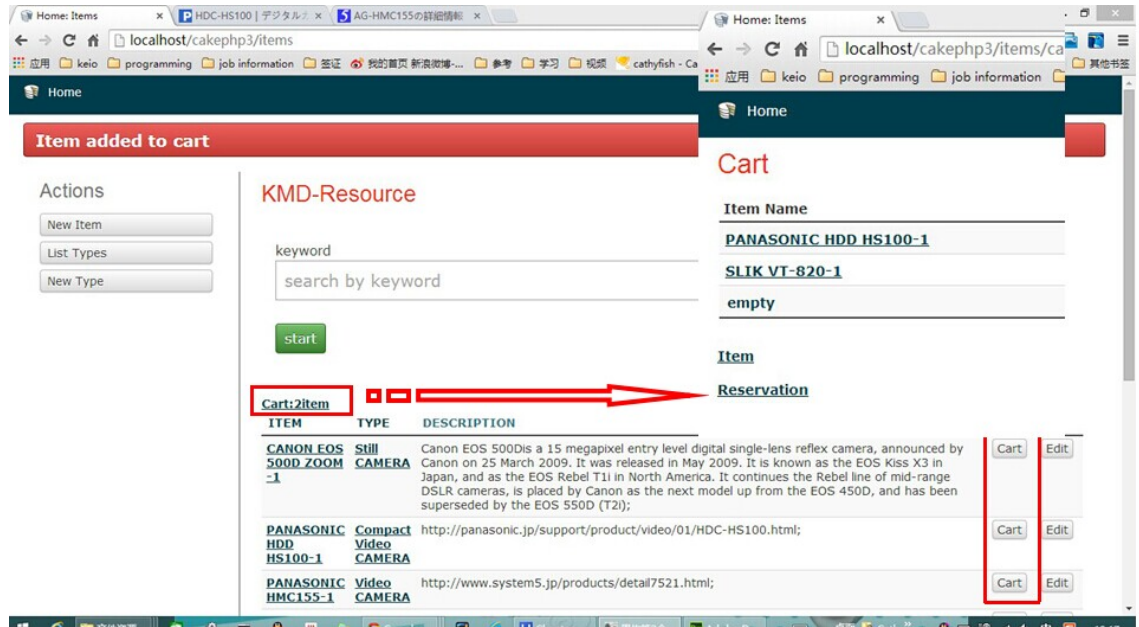 Home: Items
HDC-HS100 | デジタル
AG-HMC155の詳細情報
localhost/cakephp3/items
应用 keio programming job information 签证 我的首页 新浪微博-... 参考 学习 视频 cathyfish - Ca
其他书签
Home
Item added to cart
Actions
New Item
List Types
New Type
KMD-Resource
keyword
search by keyword
start
Cart:2item
ITEM TYPE DESCRIPTION
CANON EOS 500D ZOOM -1
Still CAMERA
Canon EOS 500Dis a 15 megapixel entry level digital single-lens reflex camera, announced by
Canon on 25 March 2009. It was released in May 2009. It is known as the EOS Kiss X3 in
Japan, and as the EOS Rebel T1i in North America. It continues the Rebel line of mid-range
DSLR cameras, is placed by Canon as the next model up from the EOS 450D, and has been
superseded by the EOS 550D (T2i);
Cart Edit
PANASONIC HDD HS100-1
Compact Video CAMERA
http://panasonic.jp/support/product/video/01/HDC-HS100.html;
Cart Edit
PANASONIC HMC155-1
Video CAMERA
http://www.system5.jp/products/detail7521.html;
Cart Edit
Home: Items
localhost/cakephp3/items/ca
应用 keio programming job information
Home
Cart
Item Name
PANASONIC HDD HS100-1
SLIK VT-820-1
empty
Item
Reservation